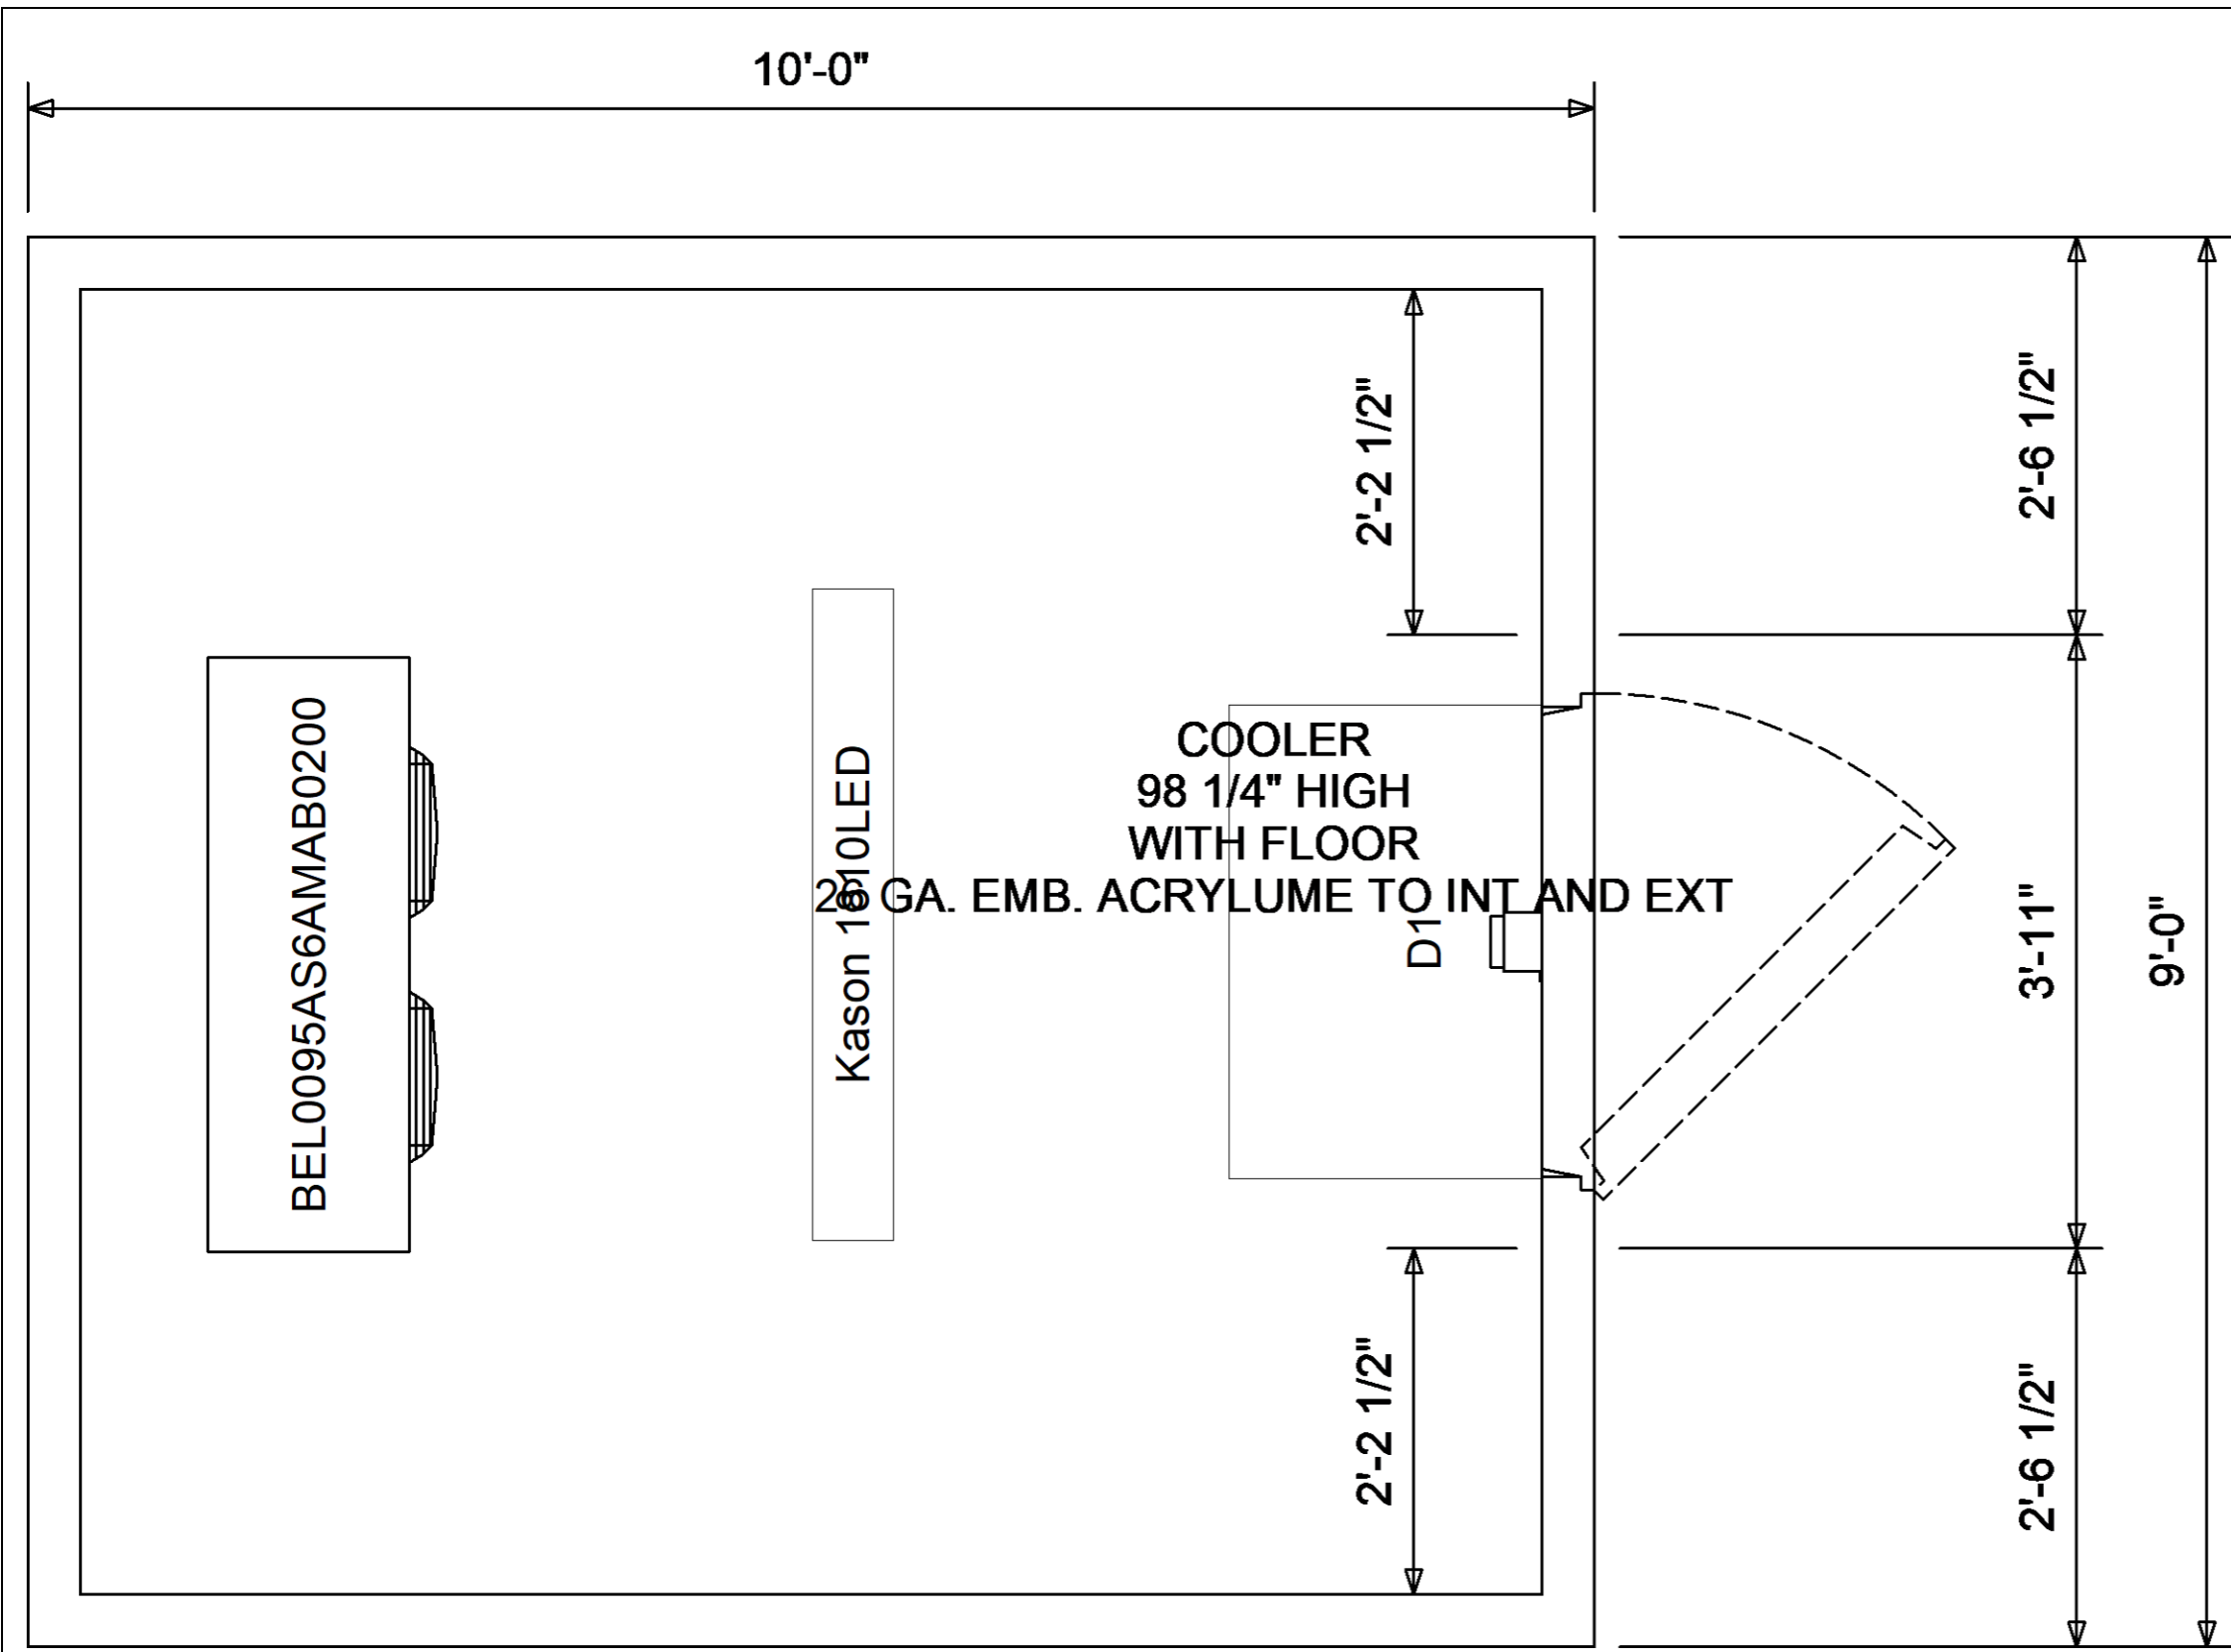 10'-0"
2'-2 1/2"
2'-6 1/2"
BEL0095AS6AMAB0200
Kason 1810LED
COOLER
98 1/4" HIGH
WITH FLOOR
26 GA. EMB. ACRYLUME TO INT AND EXT
D1
3'-11"
9'-0"
2'-2 1/2"
2'-6 1/2"